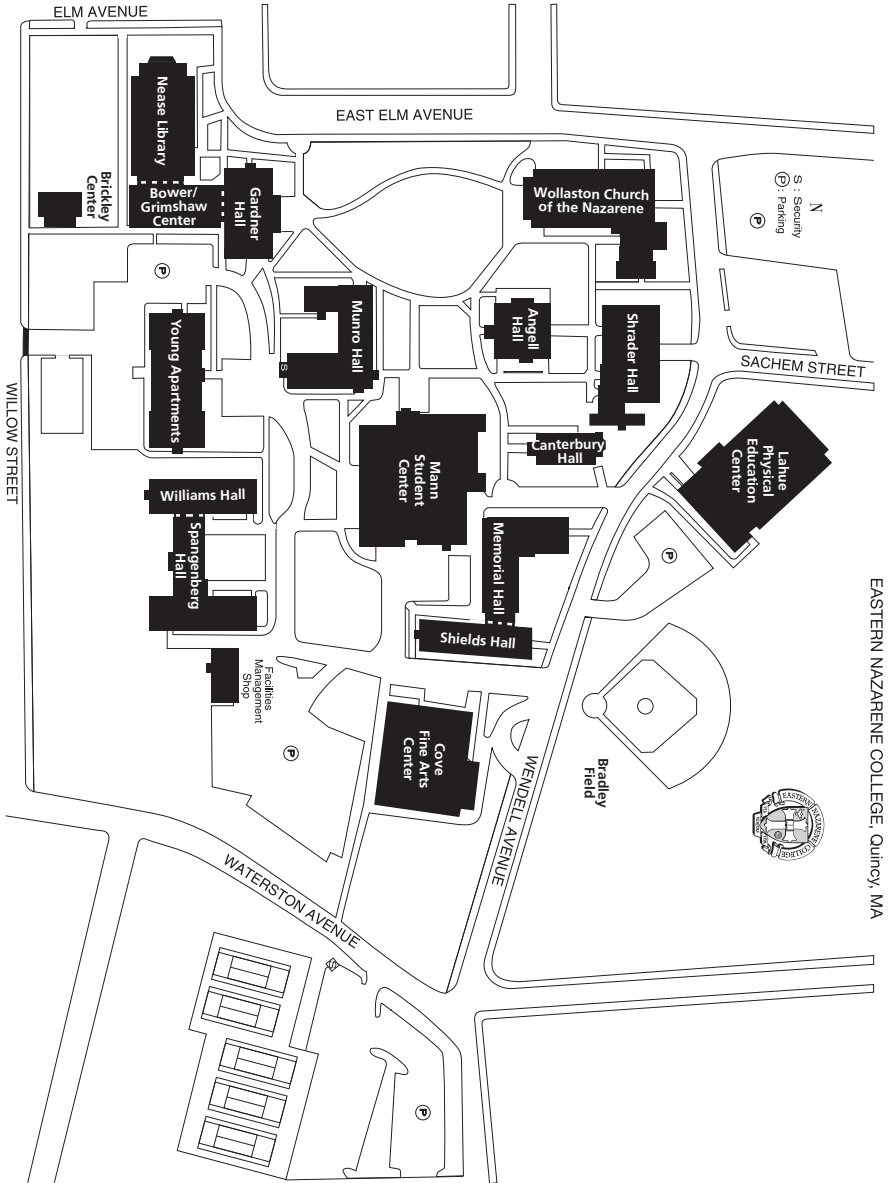 ELM AVENUE
EAST ELM AVENUE
Nease Library
Bower/
Grimshaw
Center
Gardner
Hall
Brickley
Center
Wollaston Church
of the Nazarene
N
S : Security
P : Parking
P
P
Munro Hall
S
Angell
Hall
Shrader Hall
SACHEM STREET
Young Apartments
WILLOW STREET
Mann
Student
Center
Canterbury
Hall
Lahue
Physical
Education
Center
Williams Hall
Spangenberg
Hall
Memorial Hall
Shields Hall
P
EASTERN NAZARENE COLLEGE, Quincy, MA
Facilities
Management
Shop
P
Cove
Fine Arts
Center
WENDELL AVENUE
Bradley
Field
EASTERN NAZARENE COLLEGE
WATERSTON AVENUE
P